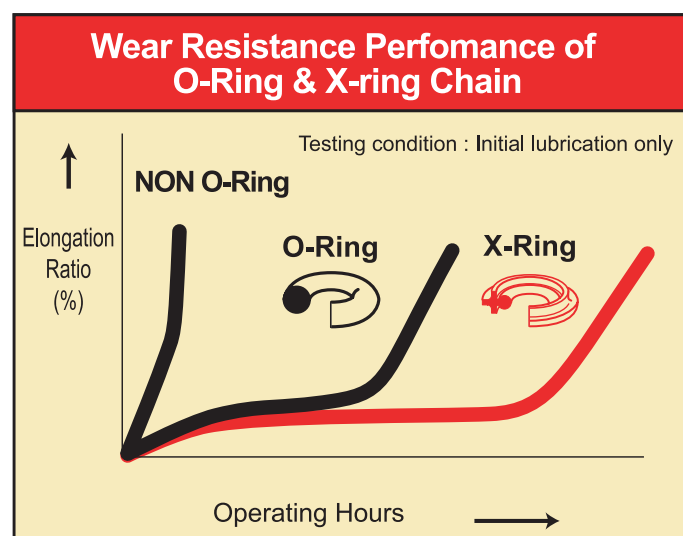 Wear Resistance Perfomance of
O-Ring & X-ring Chain
Testing condition : Initial lubrication only
NON O-Ring
Elongation
Ratio
(%)
O-Ring
X-Ring
Operating Hours